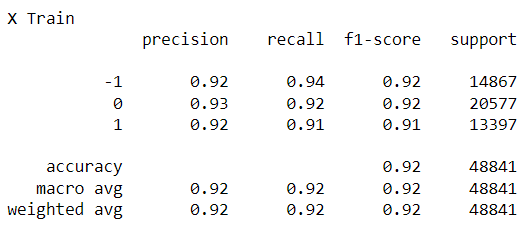 X Train
precision recall f1-score support
-1 0.92 0.94 0.92 14867
0 0.93 0.92 0.92 20577
1 0.92 0.91 0.91 13397
accuracy 0.92 48841
macro avg 0.92 0.92 0.92 48841
weighted avg 0.92 0.92 0.92 48841